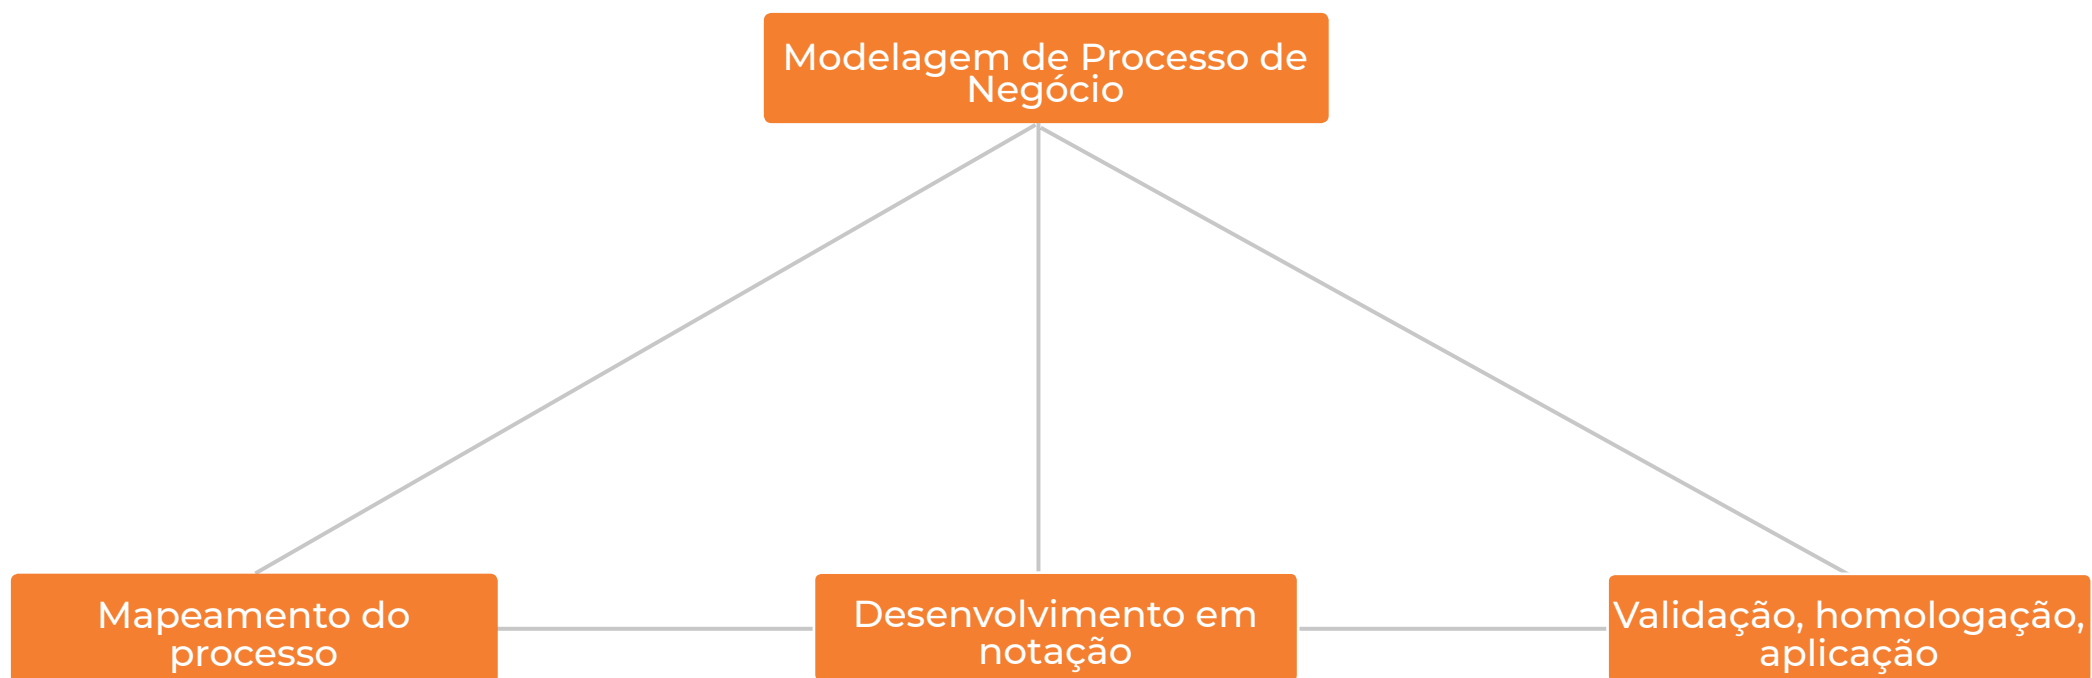 Modelagem de Processo de
Negócio
Mapeamento do
processo
Desenvolvimento em
notação
Validação, homologação,
aplicação